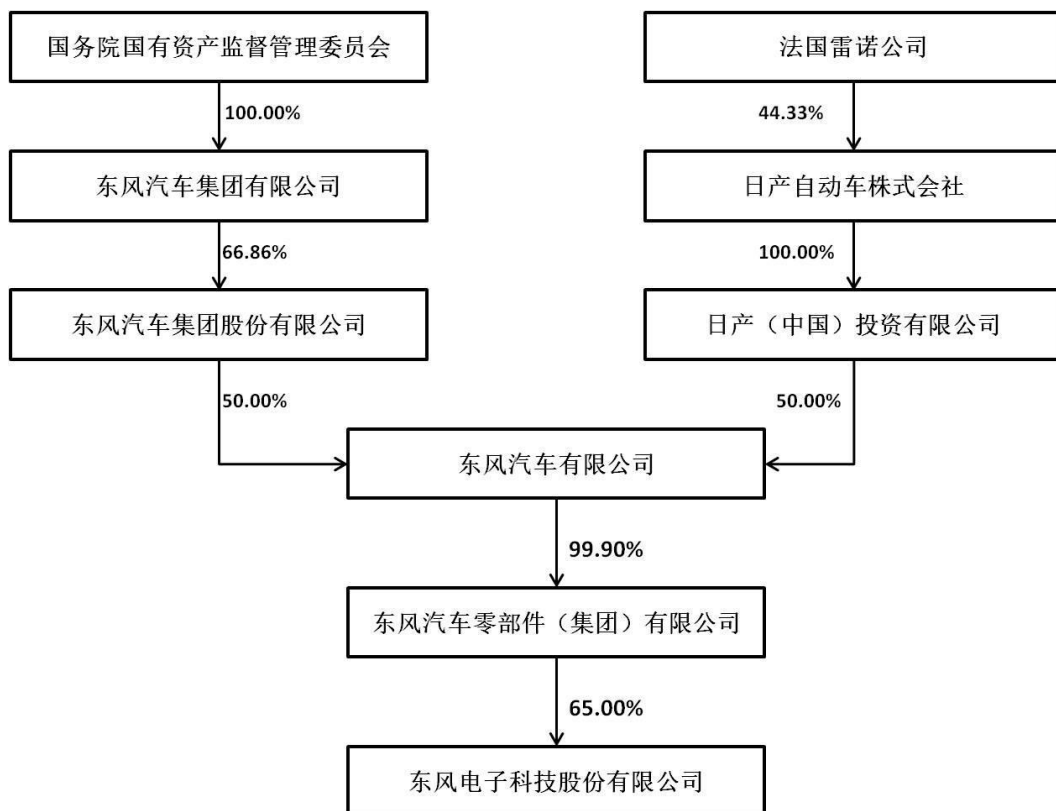 国务院国有资产监督管理委员会
法国雷诺公司
100.00%
44.33%
东风汽车集团有限公司
日产自动车株式会社
66.86%
100.00%
东风汽车集团股份有限公司
日产（中国）投资有限公司
50.00%
50.00%
东风汽车有限公司
99.90%
东风汽车零部件（集团）有限公司
65.00%
东风电子科技股份有限公司